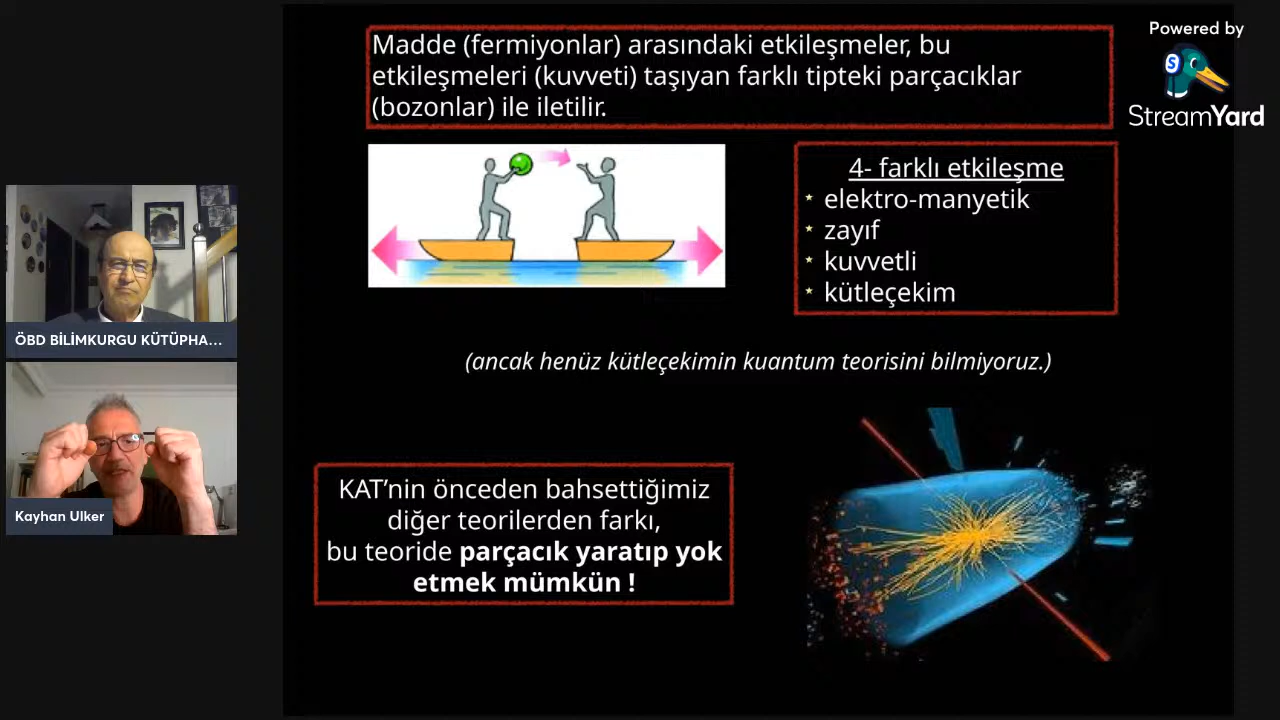 Madde (fermiyonlar) arasındaki etkileşmeler, bu
etkileşmeleri (kuvveti) taşıyan farklı tipteki parçacıklar
(bozonlar) ile iletilir.
Powered by
S
StreamYard
4- farklı etkileşme
elektro-manyetik
zayıf
kuvvetli
kütleçekim
ÖBD BİLİMKURGU KÜTÜPHA...
(ancak henüz kütleçekimin kuantum teorisini bilmiyoruz.)
KAT’nin önceden bahsettiğimiz
diğer teorilerden farkı,
bu teoride parçacık yaratıp yok
etmek mümkün !
Kayhan Ulker